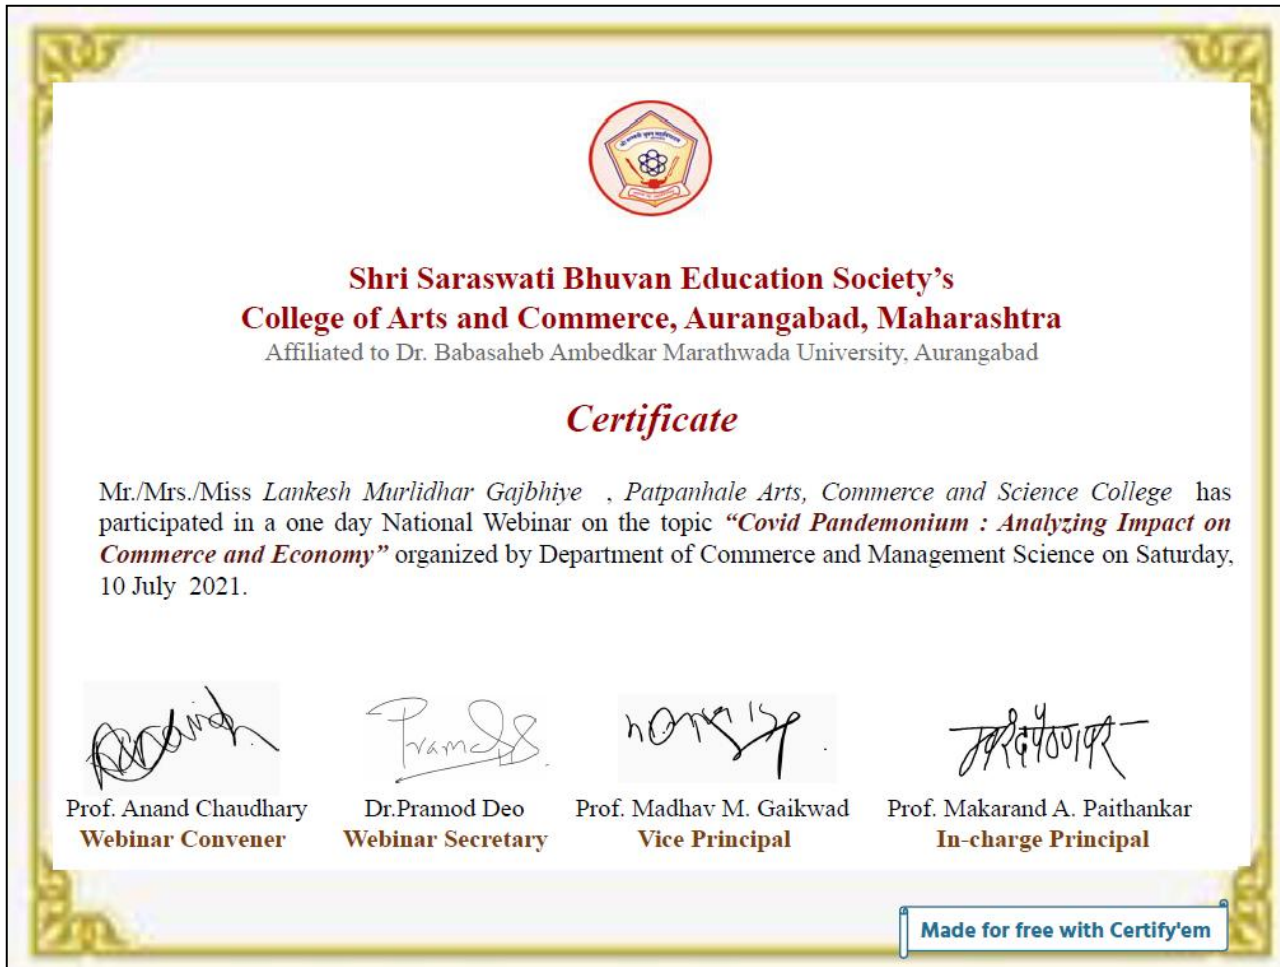 Shri Saraswati Bhuvan Education Society’s
College of Arts and Commerce, Aurangabad, Maharashtra
Affiliated to Dr. Babasaheb Ambedkar Marathwada University, Aurangabad
Certificate
Mr./Mrs./Miss Lankesh Murlidhar Gajbhiye , Patpanhale Arts, Commerce and Science College has
participated in a one day National Webinar on the topic “Covid Pandemonium : Analyzing Impact on
Commerce and Economy” organized by Department of Commerce and Management Science on Saturday,
10 July 2021.
Prof. Anand Chaudhary
Webinar Convener
Dr.Pramod Deo
Webinar Secretary
Prof. Madhav M. Gaikwad
Vice Principal
Prof. Makarand A. Paithankar
In-charge Principal
Made for free with Certify'em